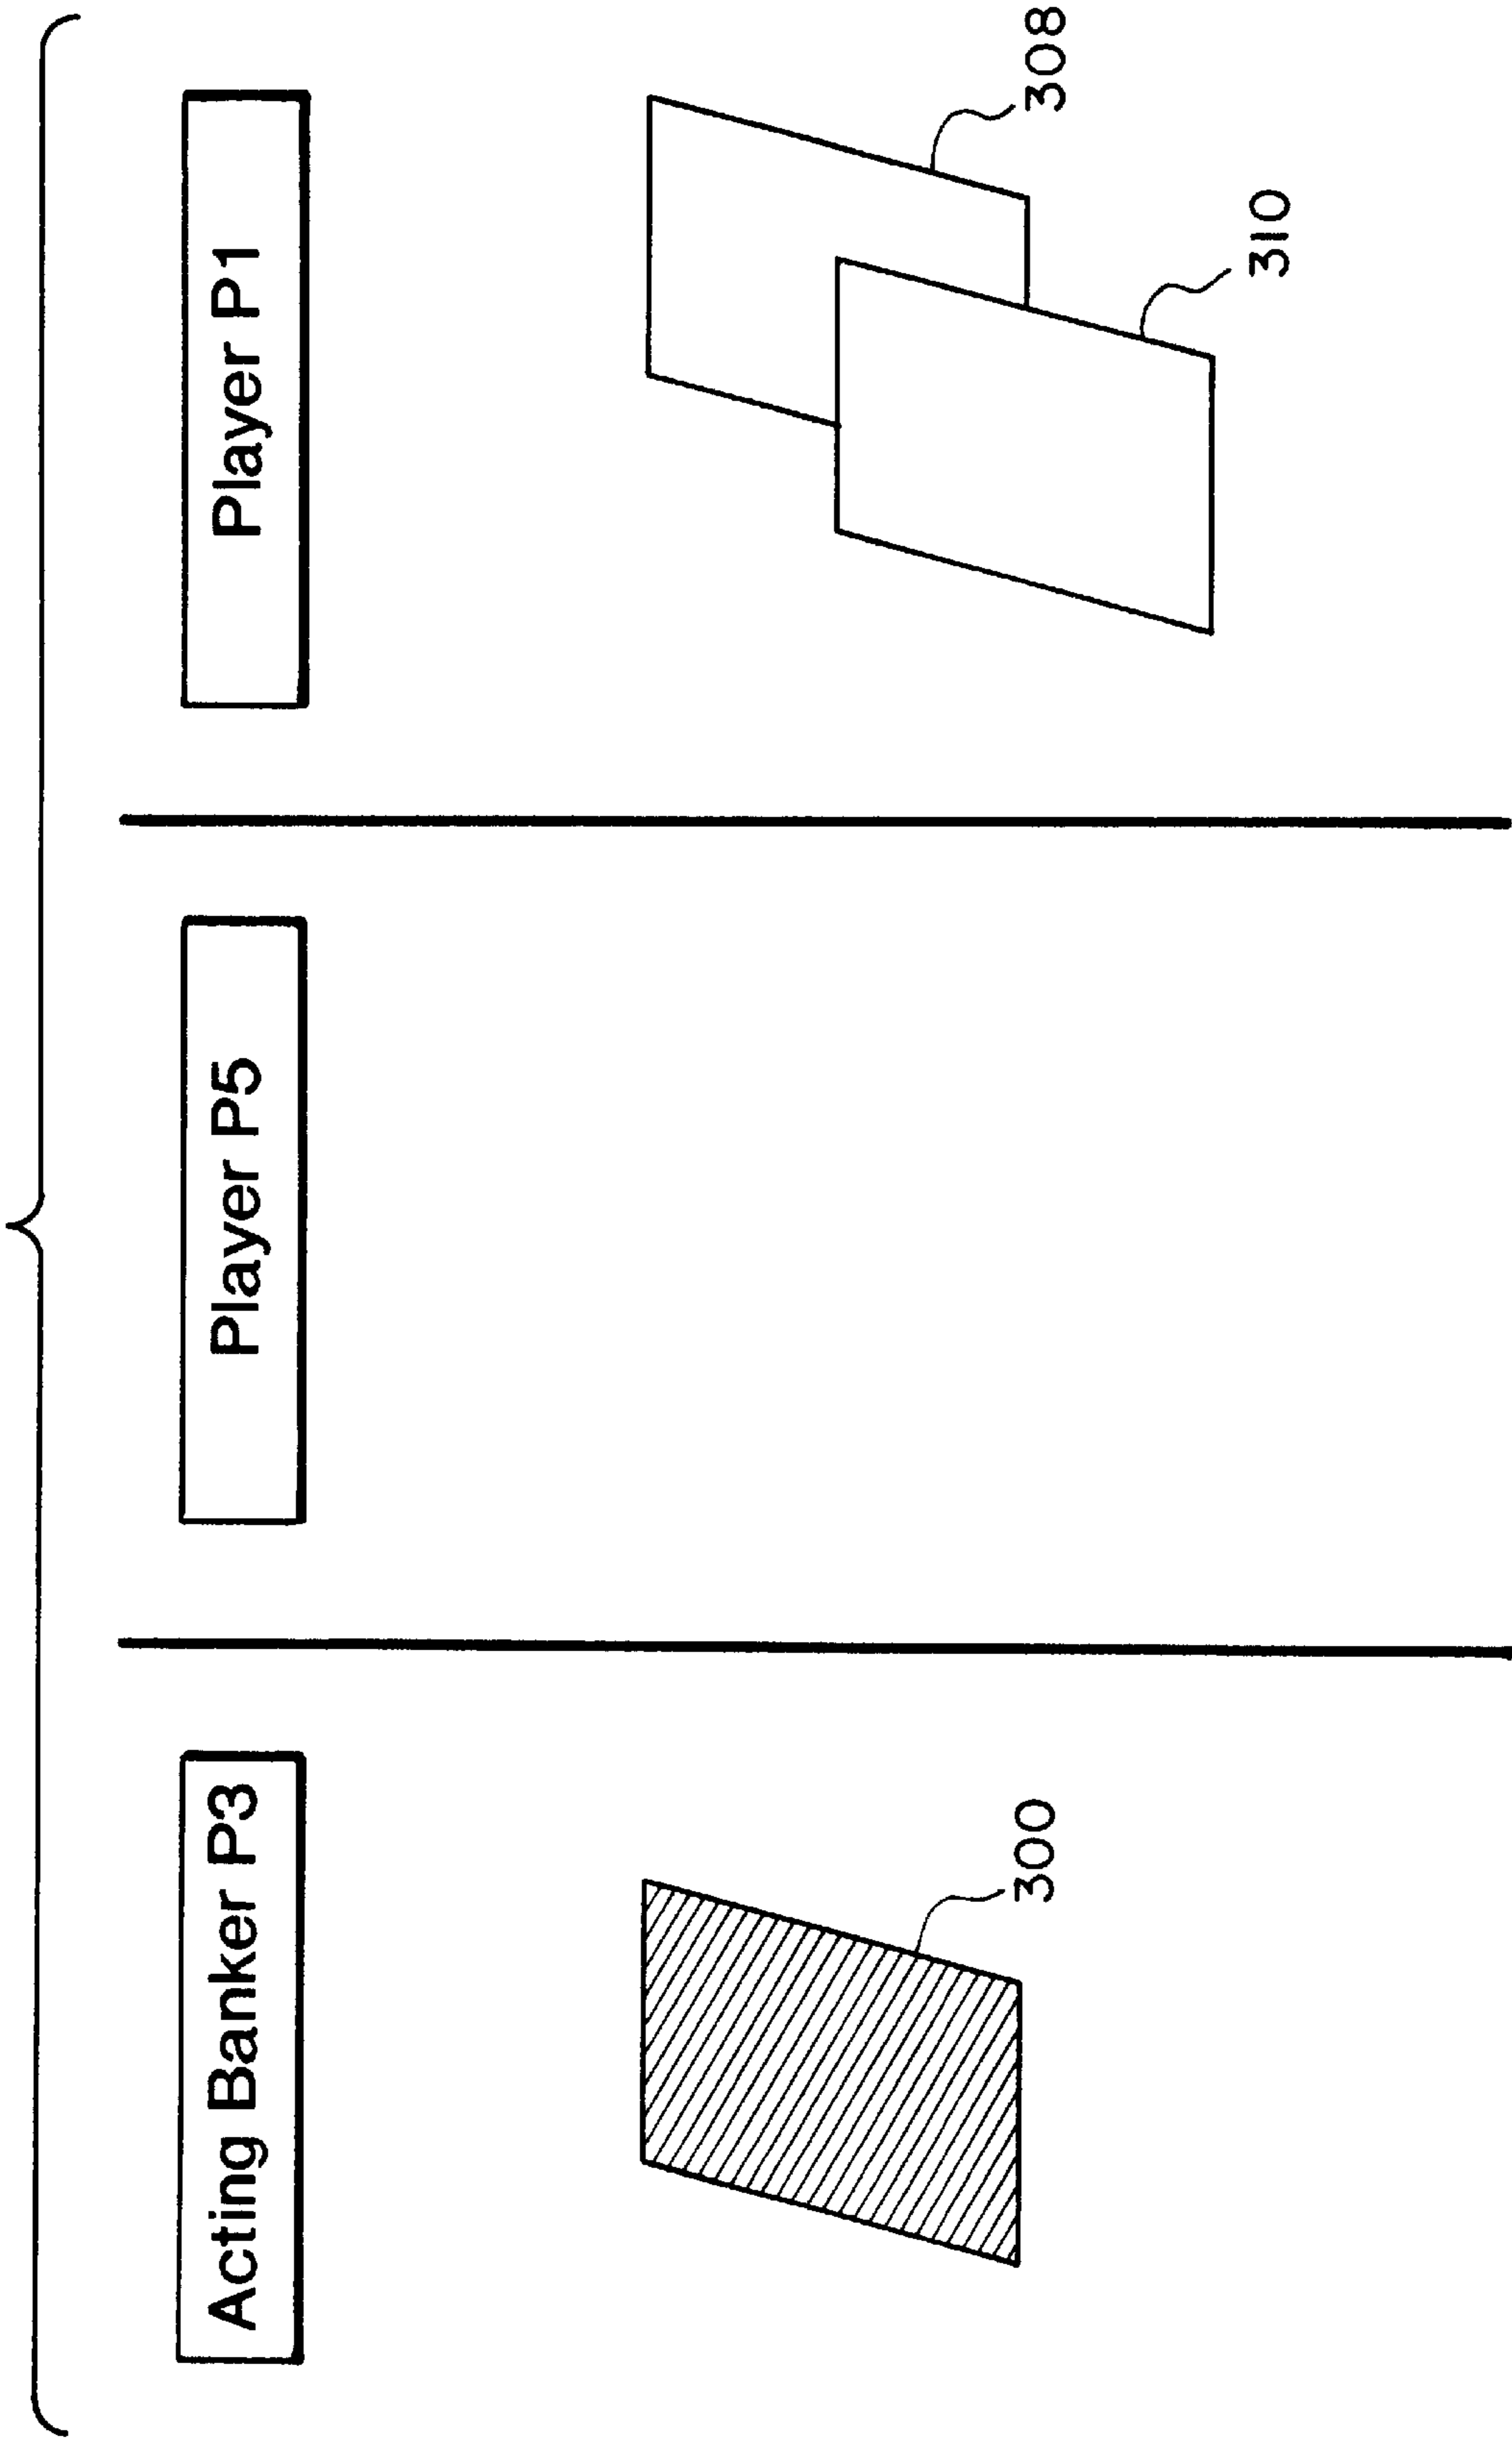 Acting Banker P3
Player P5
Player P1
300
308
310